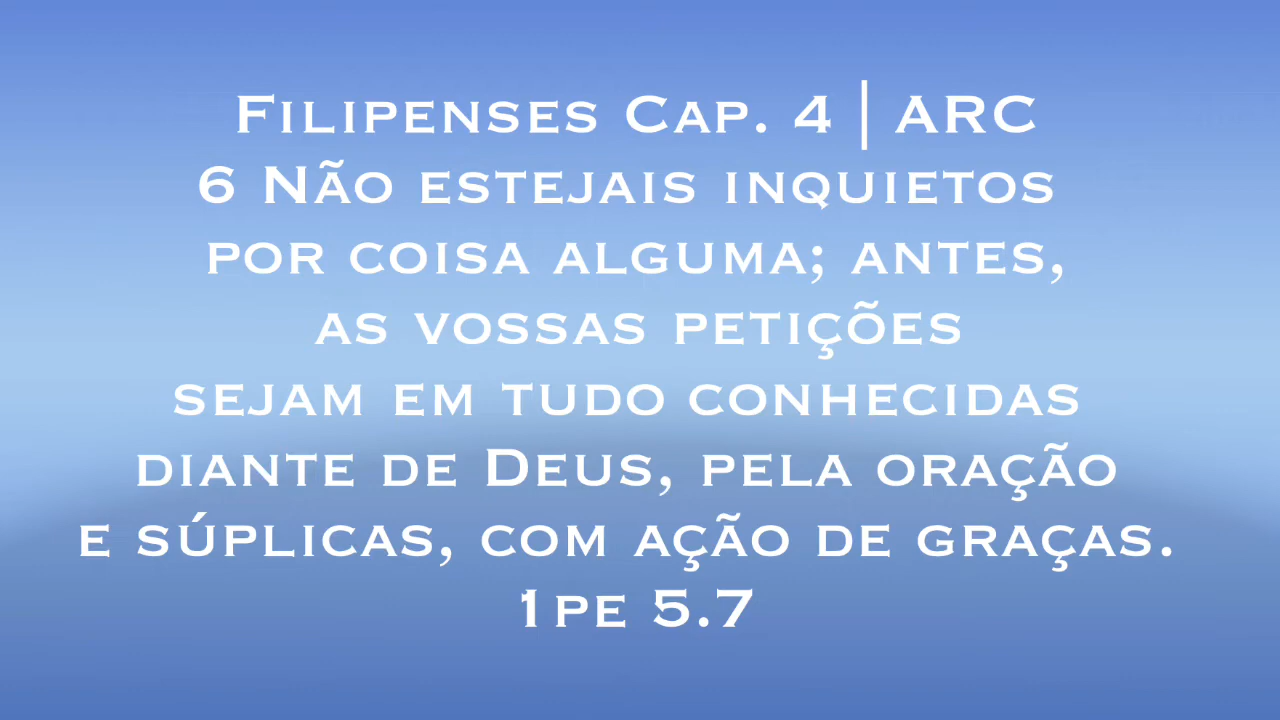 Filipenses Cap. 4 | ARC
6 Não estejais inquietos
por coisa alguma; antes,
as vossas petições
sejam em tudo conhecidas
diante de Deus, pela oração
e súplicas, com ação de graças.
1pe 5.7